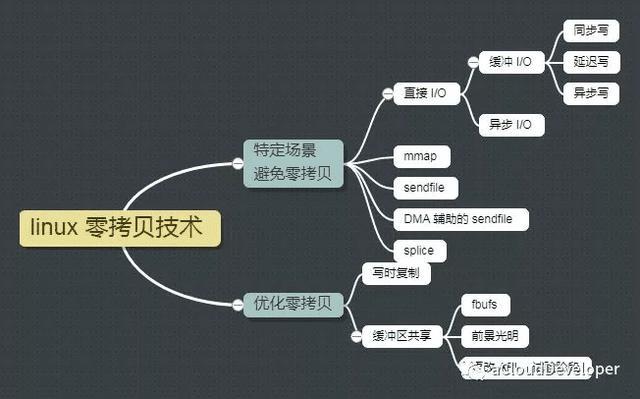 linux 零拷贝技术
特定场景
避免零拷贝
直接 I/O
缓冲 I/O
同步写
延迟写
异步写
异步 I/O
mmap
sendfile
DMA 辅助的 sendfile
splice
优化零拷贝
写时复制
缓冲区共享
fbufs
前景光明
aCloudDeveloper